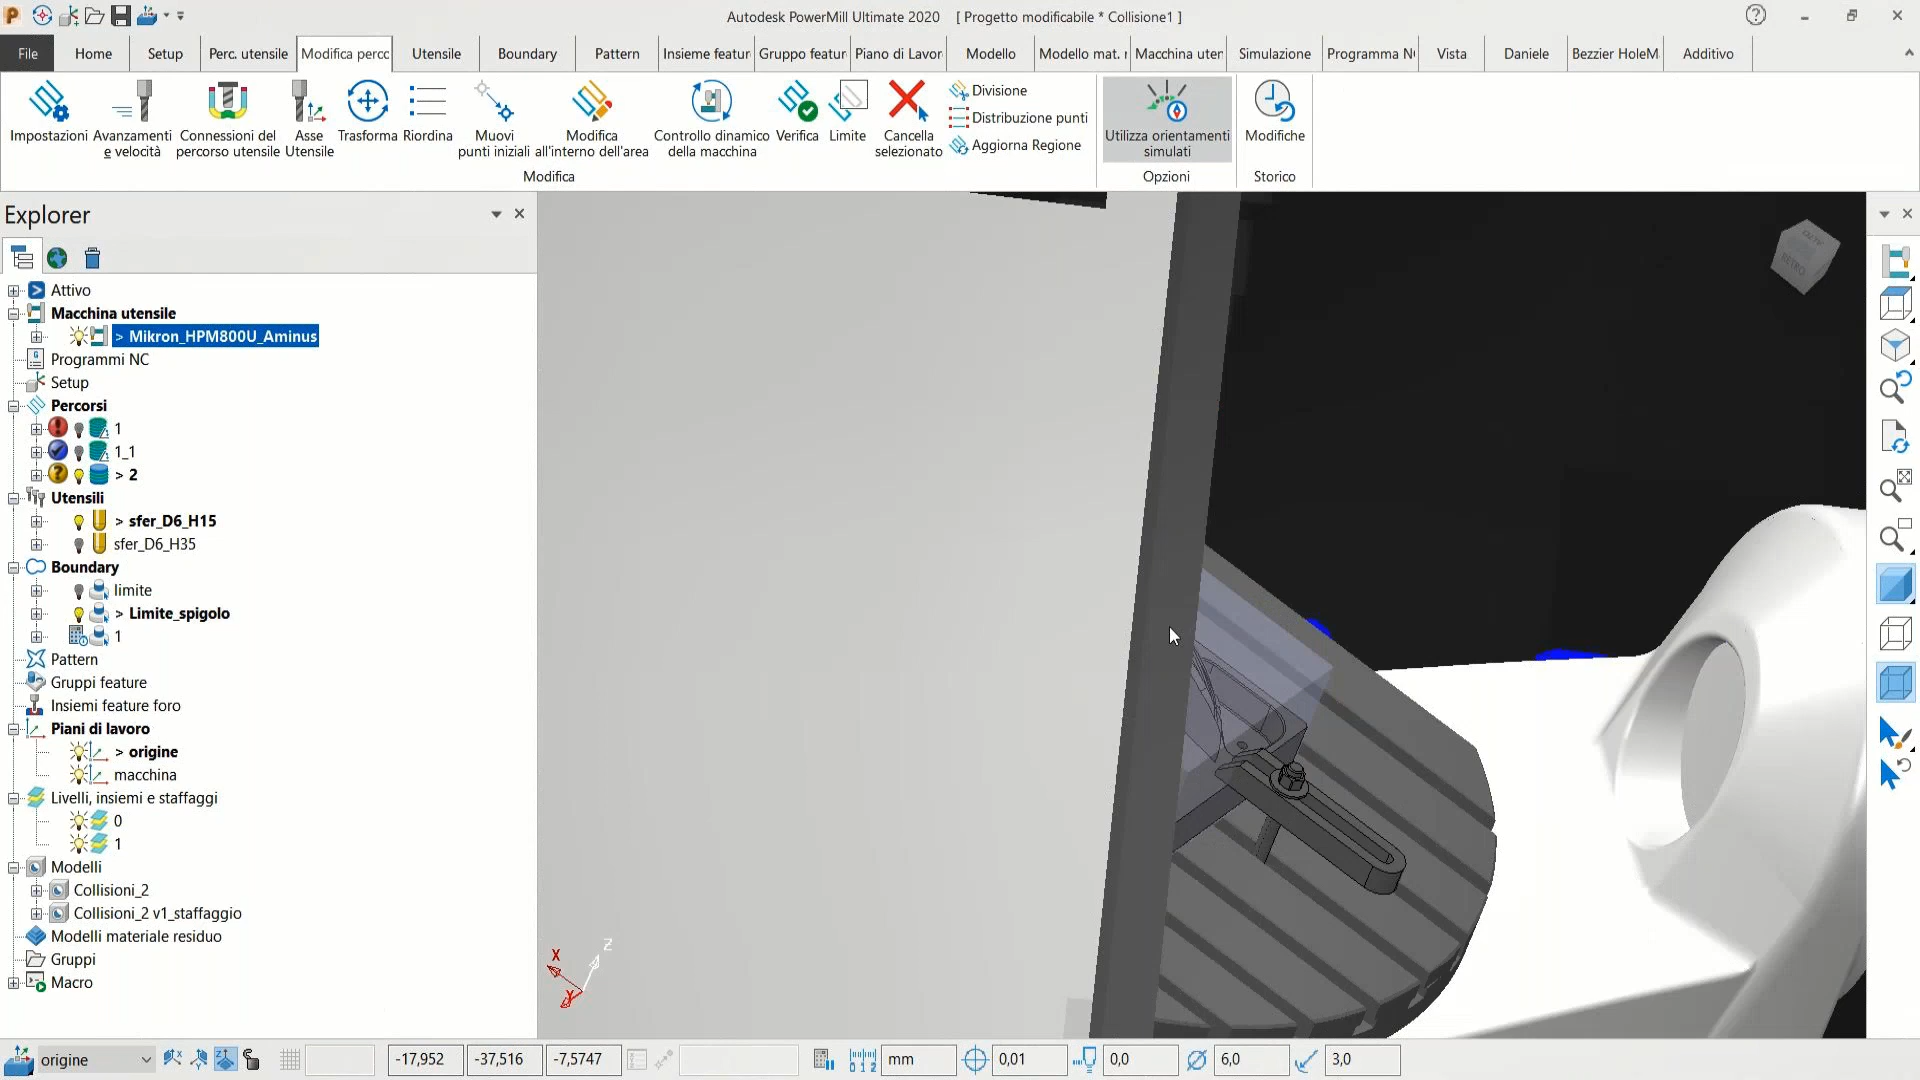 Autodesk PowerMill Ultimate 2020 [ Progetto modificabile * Collisione1 ]
File Home Setup Perc. utensile Modifica percc Utensile Boundary Pattern Insieme featur Gruppo featur Piano di Lavor Modello Modello mat. r Macchina uter Simulazione Programma N Vista Daniele Bezzier HoleM Additivo
Impostazioni
Avanzamenti
e velocità
Connessioni del
percorso utensile
Asse
Utensile
Trasforma
Riordina
Muovi
punti iniziali
Modifica
all'interno dell'area
Controllo dinamico
della macchina
Verifica
Limite
Cancella
selezionato
Divisione
Distribuzione punti
Aggiorna Regione
Utilizza orientamenti
simulati
Modifiche
Modifica
Opzioni
Storico
Explorer
Attivo
Macchina utensile
> Mikron_HPM800U_Aminus
Programmi NC
Setup
Percorsi
1
1_1
> 2
Utensili
> sfer_D6_H15
sfer_D6_H35
Boundary
limite
> Limite_spigolo
1
Pattern
Gruppi feature
Insiemi feature foro
Piani di lavoro
> origine
macchina
Livelli, insiemi e staffaggi
0
1
Modelli
Collisioni_2
Collisioni_2 v1_staffaggio
Modelli materiale residuo
Gruppi
Macro
RETRO
X
Y
Z
origine -17,952 -37,516 -7,5747 mm 0,01 0,0 6,0 3,0